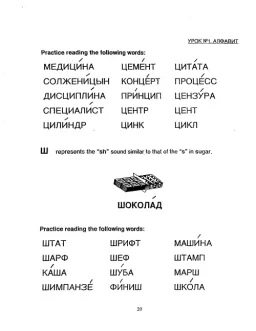 УРОК №1. АЛФАВИТ
Practice reading the following words:
МЕДИЦИ́НА ЦЕМЕ́НТ ЦИТА́ТА
СОЛЖЕНИ́ЦЫН КОНЦЕ́РТ ПРОЦЕ́СС
ДИСЦИПЛИ́НА ПРИ́НЦИП ЦЕНЗУ́РА
СПЕЦИАЛИ́СТ ЦЕНТР ЦЕНТ
ЦИЛИ́НДР ЦИНК ЦИКЛ
Ш represents the "sh" sound similar to that of the "s" in sugar.
ШОКОЛА́Д
Practice reading the following words:
ШТАТ ШРИФТ МАШИ́НА
ШАРФ ШЕФ ШТАМП
КА́ША ШУ́БА МАРШ
ШИМПАНЗЕ́ ФИ́НИШ ШКО́ЛА
20